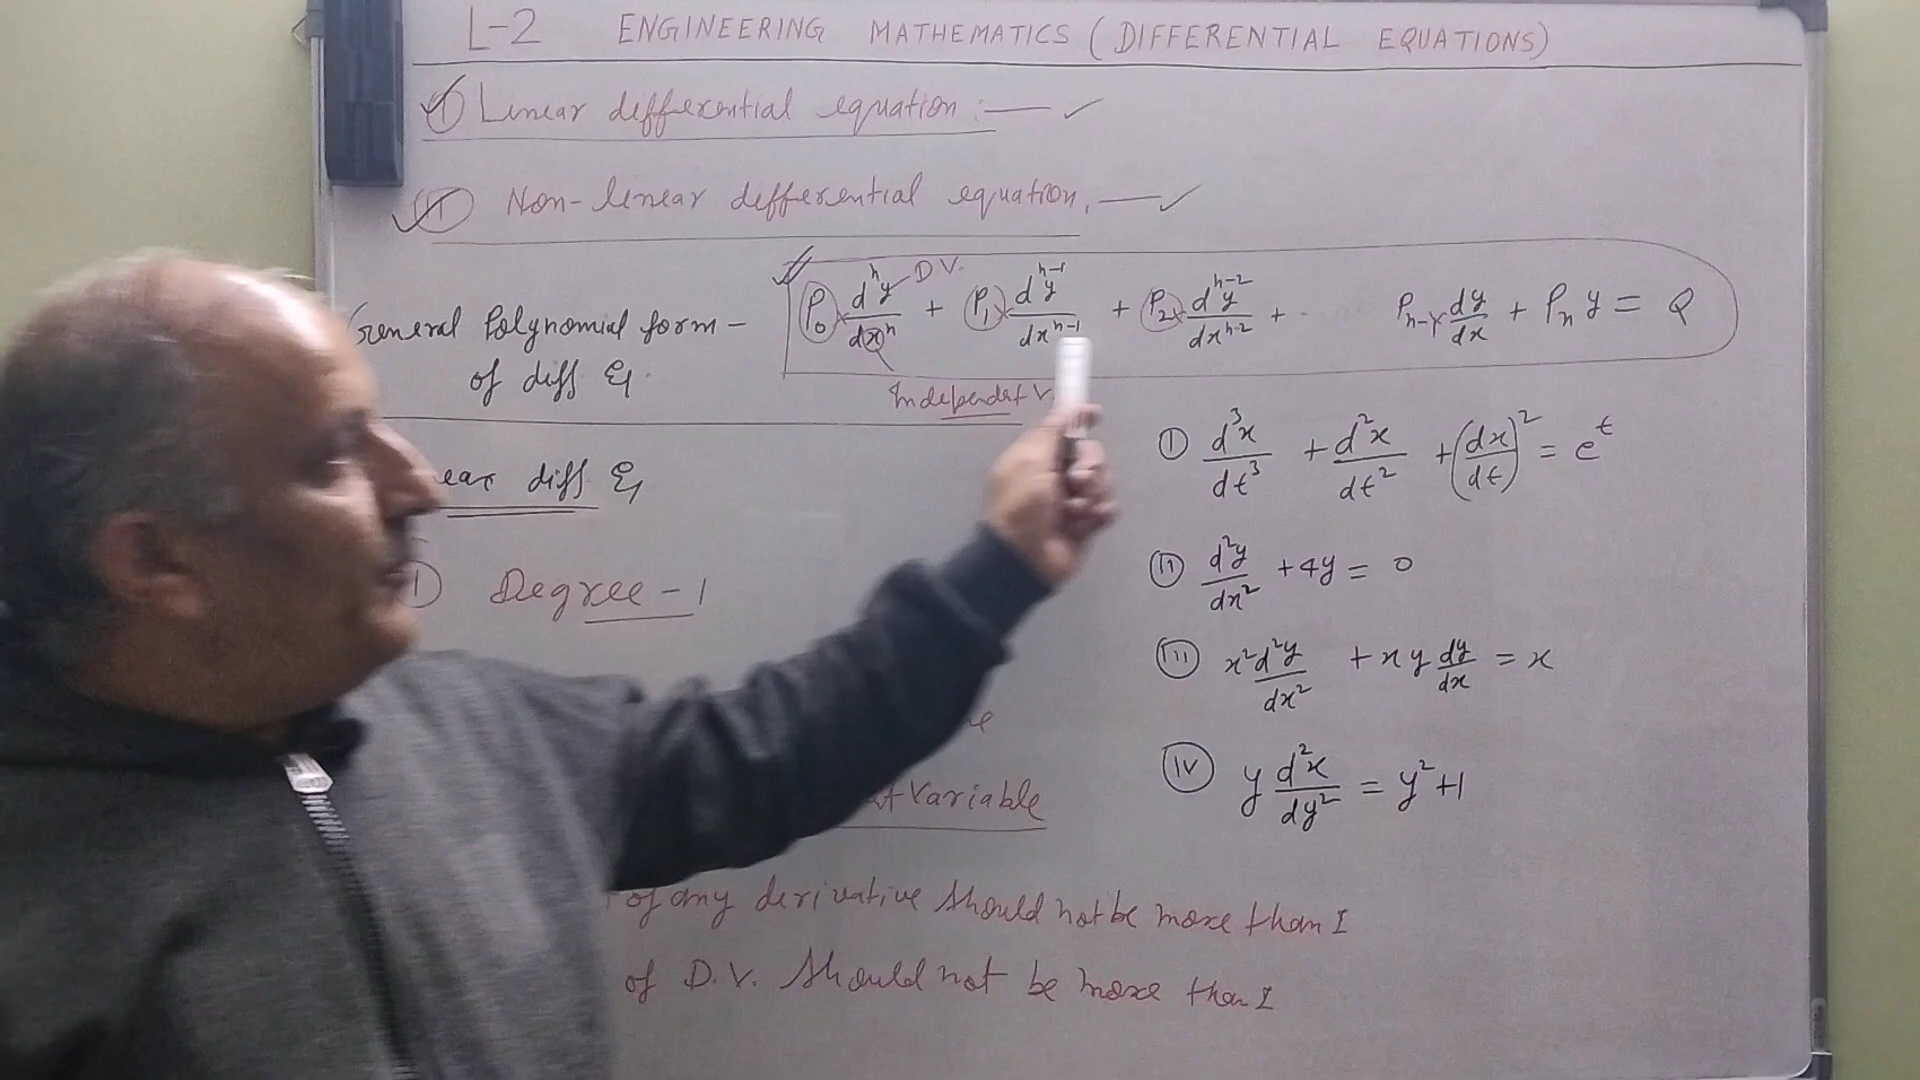 L-2 ENGINEERING MATHEMATICS (DIFFERENTIAL EQUATIONS)
(I) Linear differential equation :— ✓
(II) Non-linear differential equation. — ✓
General Polynomial form - of diff Eq.
P₀ dⁿy/dxⁿ + P₁ dⁿ⁻¹y/dxⁿ⁻¹ + P₂ dⁿ⁻²y/dxⁿ⁻² + ...... Pₙ₋₁ dy/dx + Pₙ y = Q
D.V.
Independent V
ear diff Eq
(I) Degree - 1
Variable
of any derivative should not be more than I
of D.V. should not be more than I
(I) d³x/dt³ + d²x/dt² + (dx/dt)² = eᵗ
(II) d²y/dx² + 4y = 0
(III) x² d²y/dx² + xy dy/dx = x
(IV) y d²x/dy² = y² + 1